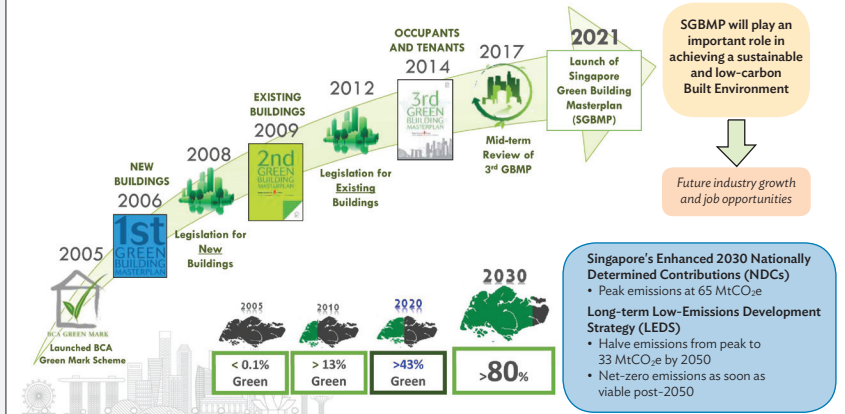 2005
BCA GREEN MARK
Launched BCA
Green Mark Scheme
NEW
BUILDINGS
2006
1st
GREEN
BUILDING
MASTERPLAN
2008
Legislation for
New
Buildings
EXISTING
BUILDINGS
2009
2nd
GREEN
BUILDING
MASTERPLAN
2012
Legislation for
Existing
Buildings
OCCUPANTS
AND TENANTS
2014
3rd
GREEN
BUILDING
MASTERPLAN
2017
Mid-term
Review of
3rd GBMP
2021
Launch of
Singapore
Green Building
Masterplan
(SGBMP)
SGBMP will play an
important role in
achieving a sustainable
and low-carbon
Built Environment
Future industry growth
and job opportunities
2005
< 0.1%
Green
2010
> 13%
Green
2020
>43%
Green
2030
>80%
Singapore's Enhanced 2030 Nationally
Determined Contributions (NDCs)
• Peak emissions at 65 MtCO₂e
Long-term Low-Emissions Development
Strategy (LEDS)
• Halve emissions from peak to
33 MtCO₂e by 2050
• Net-zero emissions as soon as
viable post-2050